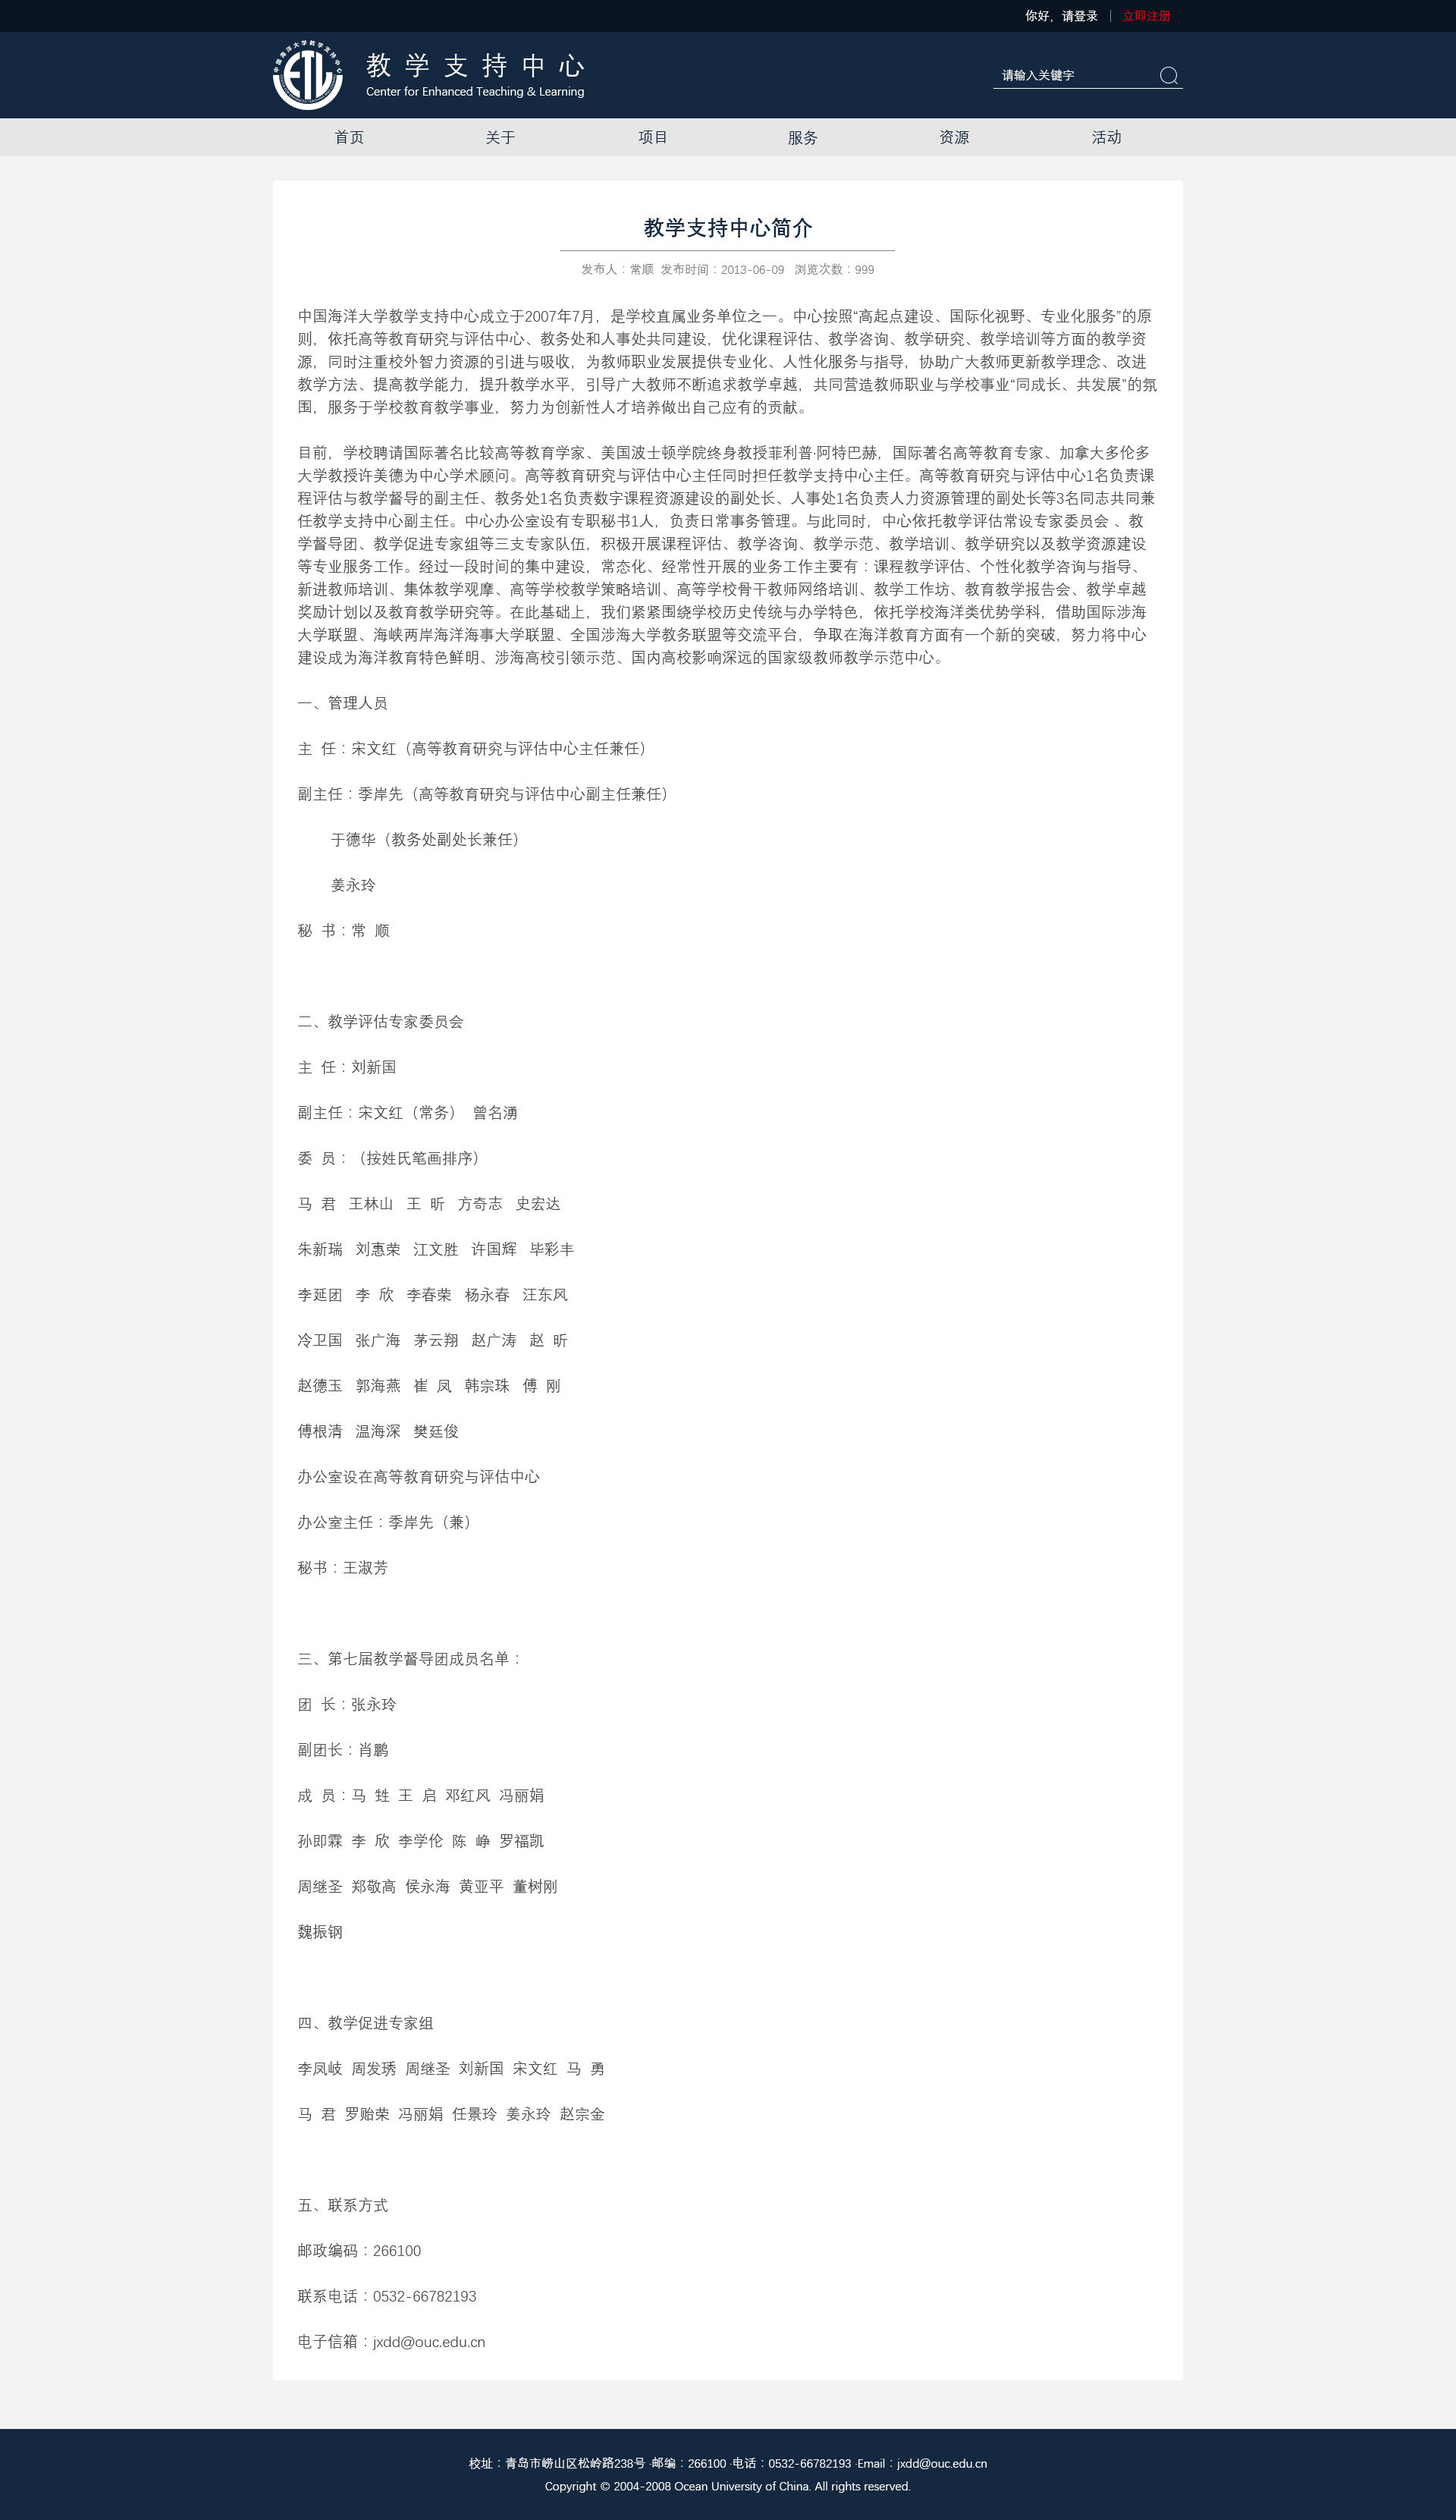 你好，请登录 | 立即注册
中国海洋大学教学支持中心
ETL
教学支持中心
Center for Enhanced Teaching & Learning
请输入关键字
首页 关于 项目 服务 资源 活动
教学支持中心简介
发布人：常顺 发布时间：2013-06-09 浏览次数：999
中国海洋大学教学支持中心成立于2007年7月，是学校直属业务单位之一。中心按照“高起点建设、国际化视野、专业化服务”的原
则，依托高等教育研究与评估中心、教务处和人事处共同建设，优化课程评估、教学咨询、教学研究、教学培训等方面的教学资
源，同时注重校外智力资源的引进与吸收，为教师职业发展提供专业化、人性化服务与指导，协助广大教师更新教学理念、改进
教学方法、提高教学能力，提升教学水平，引导广大教师不断追求教学卓越，共同营造教师职业与学校事业“同成长、共发展”的氛
围，服务于学校教育教学事业，努力为创新性人才培养做出自己应有的贡献。
目前，学校聘请国际著名比较高等教育学家、美国波士顿学院终身教授菲利普·阿特巴赫，国际著名高等教育专家、加拿大多伦多
大学教授许美德为中心学术顾问。高等教育研究与评估中心主任同时担任教学支持中心主任。高等教育研究与评估中心1名负责课
程评估与教学督导的副主任、教务处1名负责数字课程资源建设的副处长、人事处1名负责人力资源管理的副处长等3名同志共同兼
任教学支持中心副主任。中心办公室设有专职秘书1人，负责日常事务管理。与此同时，中心依托教学评估常设专家委员会 、教
学督导团、教学促进专家组等三支专家队伍，积极开展课程评估、教学咨询、教学示范、教学培训、教学研究以及教学资源建设
等专业服务工作。经过一段时间的集中建设，常态化、经常性开展的业务工作主要有：课程教学评估、个性化教学咨询与指导、
新进教师培训、集体教学观摩、高等学校教学策略培训、高等学校骨干教师网络培训、教学工作坊、教育教学报告会、教学卓越
奖励计划以及教育教学研究等。在此基础上，我们紧紧围绕学校历史传统与办学特色，依托学校海洋类优势学科，借助国际涉海
大学联盟、海峡两岸海洋海事大学联盟、全国涉海大学教务联盟等交流平台，争取在海洋教育方面有一个新的突破，努力将中心
建设成为海洋教育特色鲜明、涉海高校引领示范、国内高校影响深远的国家级教师教学示范中心。
一、管理人员
主 任：宋文红（高等教育研究与评估中心主任兼任）
副主任：季岸先（高等教育研究与评估中心副主任兼任）
于德华（教务处副处长兼任）
姜永玲
秘 书：常 顺
二、教学评估专家委员会
主 任：刘新国
副主任：宋文红（常务） 曾名湧
委 员：（按姓氏笔画排序）
马 君 王林山 王 昕 方奇志 史宏达
朱新瑞 刘惠荣 江文胜 许国辉 毕彩丰
李延团 李 欣 李春荣 杨永春 汪东风
冷卫国 张广海 茅云翔 赵广涛 赵 昕
赵德玉 郭海燕 崔 凤 韩宗珠 傅 刚
傅根清 温海深 樊廷俊
办公室设在高等教育研究与评估中心
办公室主任：季岸先（兼）
秘书：王淑芳
三、第七届教学督导团成员名单：
团 长：张永玲
副团长：肖鹏
成 员：马 甡 王 启 邓红风 冯丽娟
孙即霖 李 欣 李学伦 陈 峥 罗福凯
周继圣 郑敬高 侯永海 黄亚平 董树刚
魏振钢
四、教学促进专家组
李凤岐 周发琇 周继圣 刘新国 宋文红 马 勇
马 君 罗贻荣 冯丽娟 任景玲 姜永玲 赵宗金
五、联系方式
邮政编码：266100
联系电话：0532-66782193
电子信箱：jxdd@ouc.edu.cn
校址：青岛市崂山区松岭路238号 ·邮编：266100 ·电话：0532-66782193 ·Email：jxdd@ouc.edu.cn
Copyright © 2004-2008 Ocean University of China. All rights reserved.